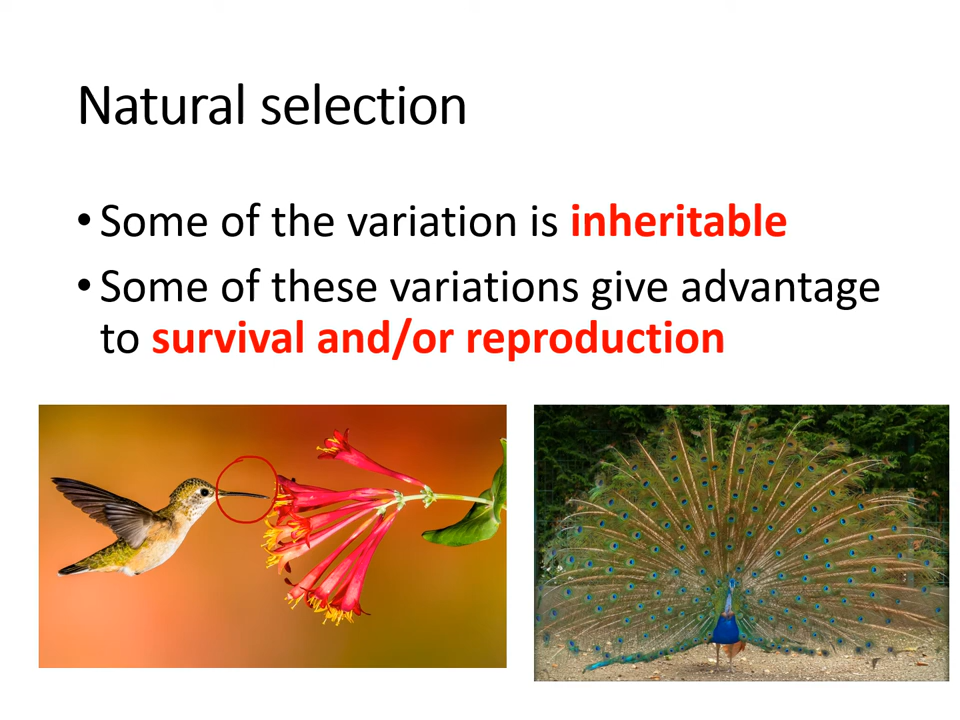 Natural selection
• Some of the variation is inheritable
• Some of these variations give advantage
to survival and/or reproduction